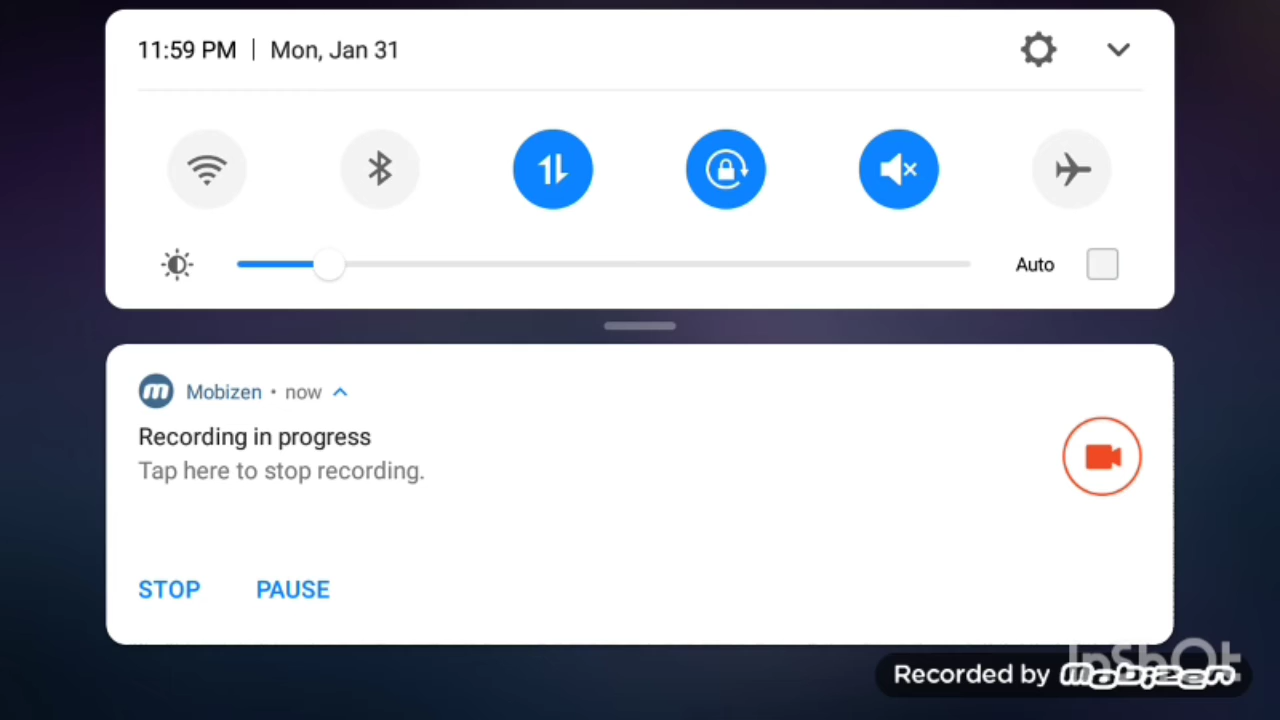 11:59 PM | Mon, Jan 31
Auto
m Mobizen • now
Recording in progress
Tap here to stop recording.
STOP PAUSE
InShOt
Recorded by mobizen